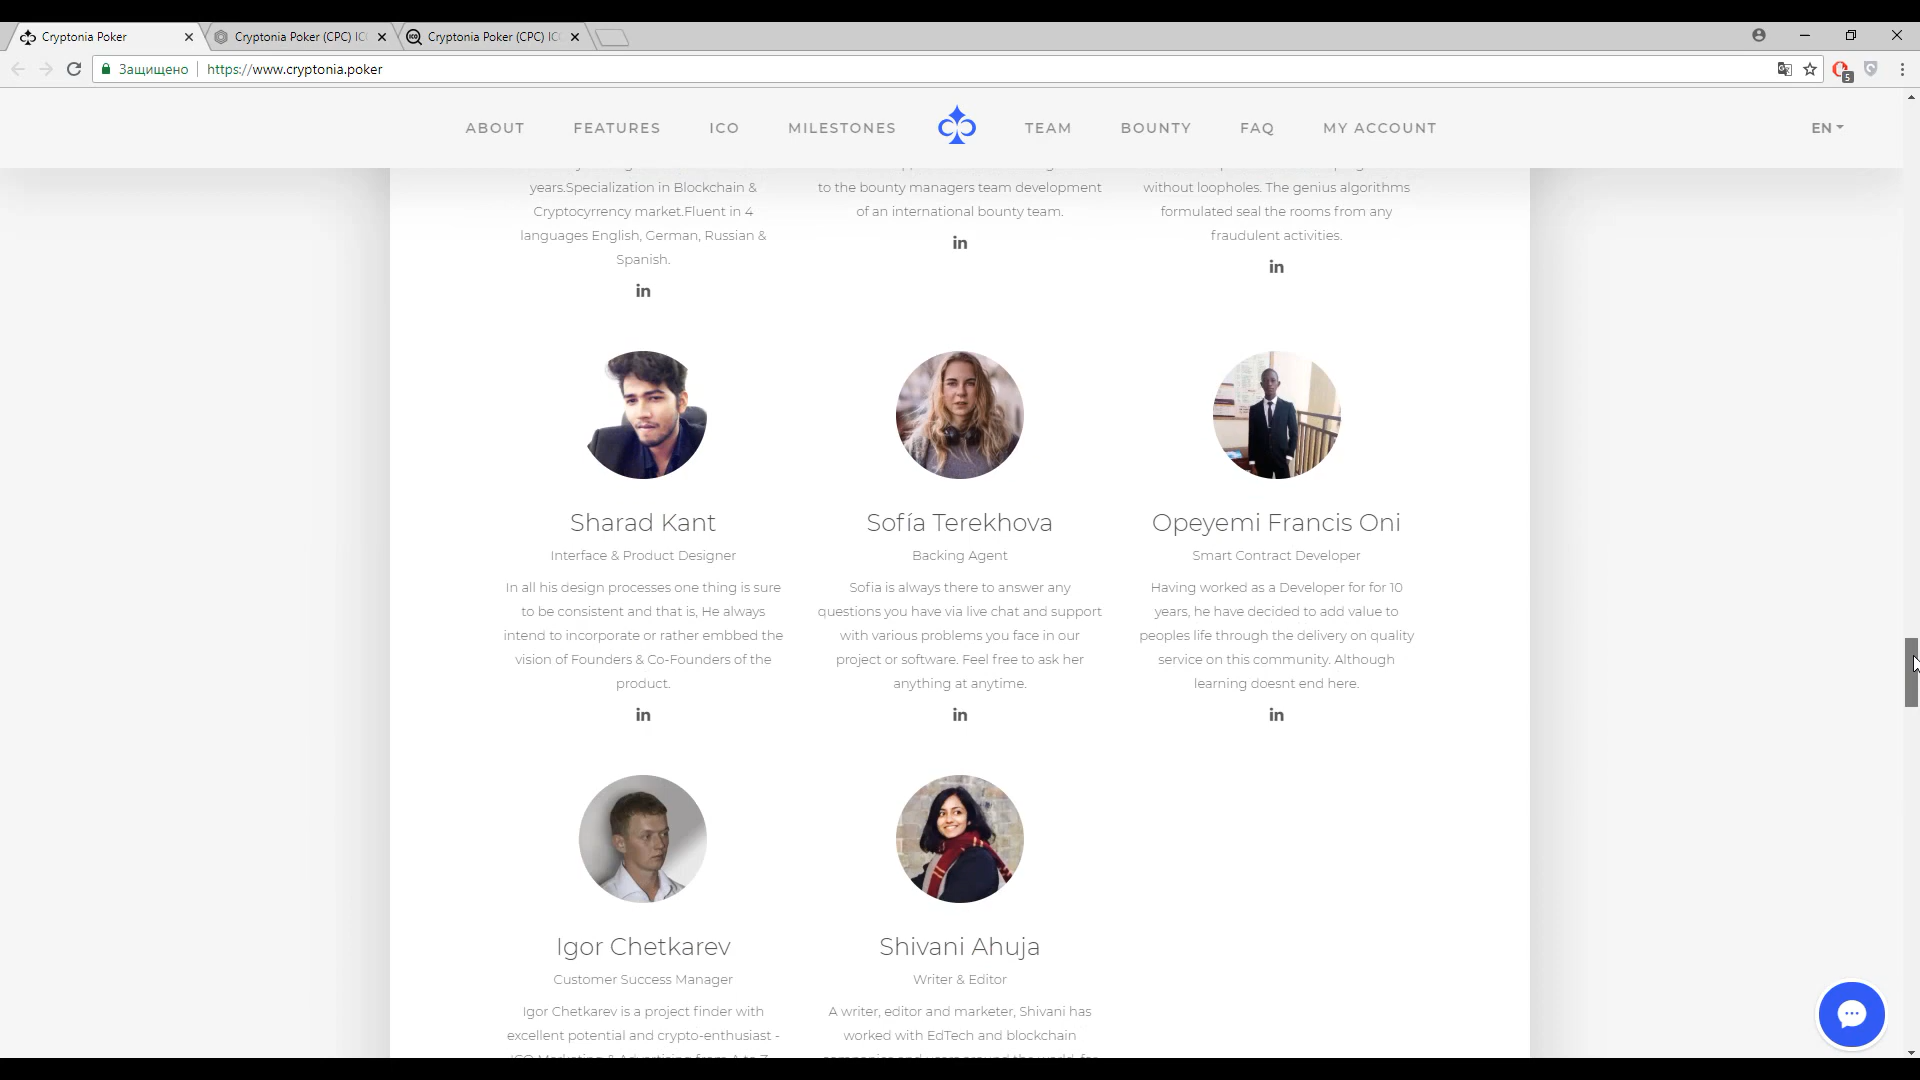 Cryptonia Poker
Cryptonia Poker (CPC) IC
Cryptonia Poker (CPC) IC
Защищено
https://www.cryptonia.poker
5
ABOUT
FEATURES
ICO
MILESTONES
TEAM
BOUNTY
FAQ
MY ACCOUNT
EN
years.Specialization in Blockchain &
Cryptocyrrency market.Fluent in 4
languages English, German, Russian &
Spanish.
in
to the bounty managers team development
of an international bounty team.
in
without loopholes. The genius algorithms
formulated seal the rooms from any
fraudulent activities.
in
Sharad Kant
Interface & Product Designer
In all his design processes one thing is sure
to be consistent and that is, He always
intend to incorporate or rather embbed the
vision of Founders & Co-Founders of the
product.
in
Sofía Terekhova
Backing Agent
Sofia is always there to answer any
questions you have via live chat and support
with various problems you face in our
project or software. Feel free to ask her
anything at anytime.
in
Opeyemi Francis Oni
Smart Contract Developer
Having worked as a Developer for for 10
years, he have decided to add value to
peoples life through the delivery on quality
service on this community. Although
learning doesnt end here.
in
Igor Chetkarev
Customer Success Manager
Igor Chetkarev is a project finder with
excellent potential and crypto-enthusiast -
ICO Marketing & Advertising from A to Z
Shivani Ahuja
Writer & Editor
A writer, editor and marketer, Shivani has
worked with EdTech and blockchain